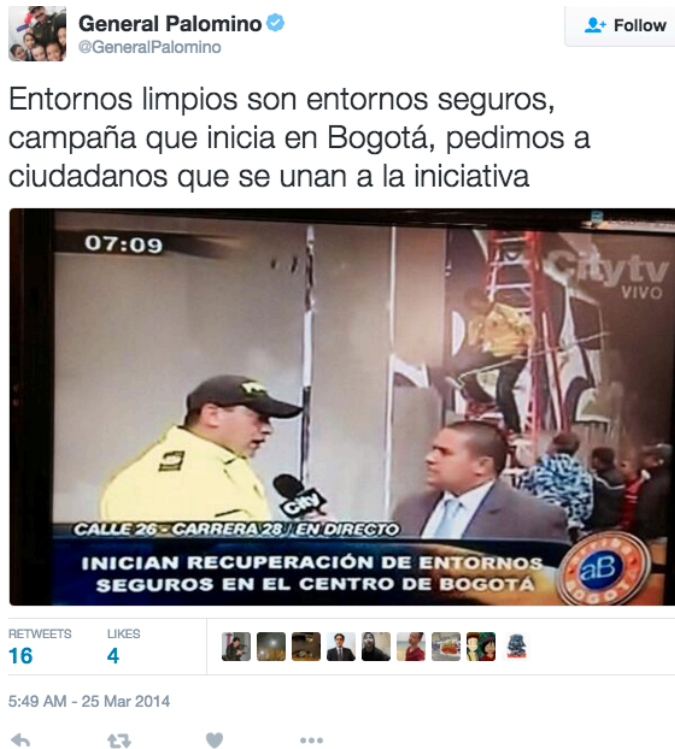 General Palomino
@GeneralPalomino
Follow
Entornos limpios son entornos seguros,
campaña que inicia en Bogotá, pedimos a
ciudadanos que se unan a la iniciativa
07:09
Citytv
VIVO
City
CALLE 26 - CARRERA 28 / EN DIRECTO
INICIAN RECUPERACIÓN DE ENTORNOS
SEGUROS EN EL CENTRO DE BOGOTÁ
aB
BOGOTÁ
RETWEETS
LIKES
16
4
5:49 AM - 25 Mar 2014